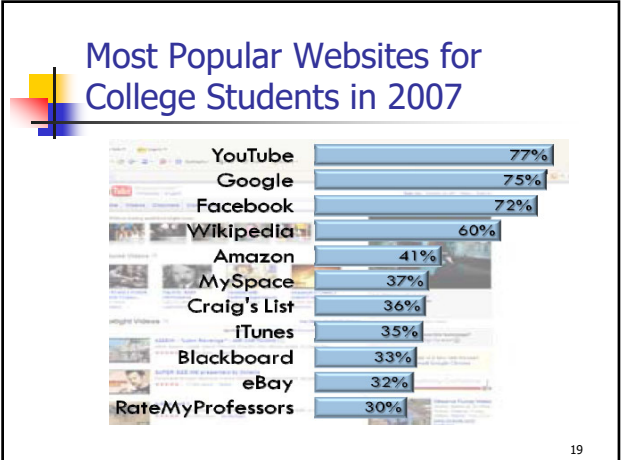 Most Popular Websites for
College Students in 2007
YouTube 77%
Google 75%
Facebook 72%
Wikipedia 60%
Amazon 41%
MySpace 37%
Craig's List 36%
iTunes 35%
Blackboard 33%
eBay 32%
RateMyProfessors 30%
19